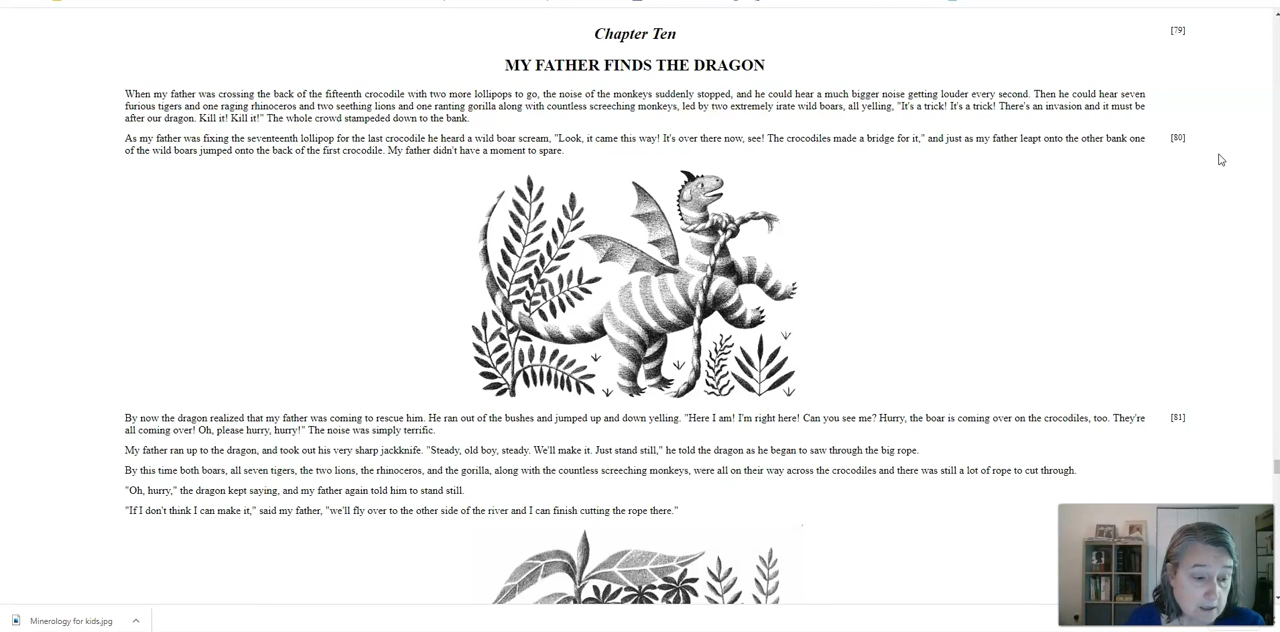 Chapter Ten
[79]
MY FATHER FINDS THE DRAGON
When my father was crossing the back of the fifteenth crocodile with two more lollipops to go, the noise of the monkeys suddenly stopped, and he could hear a much bigger noise getting louder every second. Then he could hear seven
furious tigers and one raging rhinoceros and two seething lions and one ranting gorilla along with countless screeching monkeys, led by two extremely irate wild boars, all yelling, "It's a trick! It's a trick! There's an invasion and it must be
after our dragon. Kill it! Kill it!" The whole crowd stampeded down to the bank.
As my father was fixing the seventeenth lollipop for the last crocodile he heard a wild boar scream, "Look, it came this way! It's over there now, see! The crocodiles made a bridge for it," and just as my father leapt onto the other bank one
[80]
of the wild boars jumped onto the back of the first crocodile. My father didn't have a moment to spare.
By now the dragon realized that my father was coming to rescue him. He ran out of the bushes and jumped up and down yelling. "Here I am! I'm right here! Can you see me? Hurry, the boar is coming over on the crocodiles, too. They're
[81]
all coming over! Oh, please hurry, hurry!" The noise was simply terrific.
My father ran up to the dragon, and took out his very sharp jackknife. "Steady, old boy, steady. We'll make it. Just stand still," he told the dragon as he began to saw through the big rope.
By this time both boars, all seven tigers, the two lions, the rhinoceros, and the gorilla, along with the countless screeching monkeys, were all on their way across the crocodiles and there was still a lot of rope to cut through.
"Oh, hurry," the dragon kept saying, and my father again told him to stand still.
"If I don't think I can make it," said my father, "we'll fly over to the other side of the river and I can finish cutting the rope there."
Minerology for kids.jpg